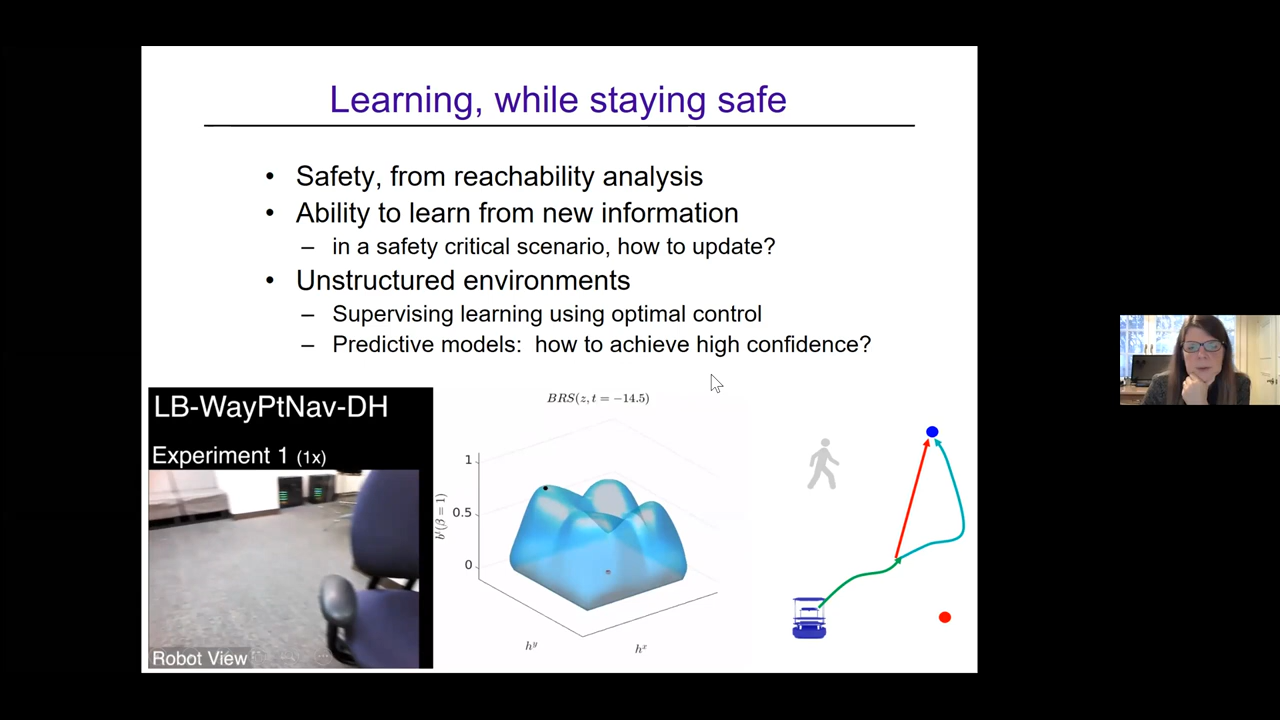 Learning, while staying safe
• Safety, from reachability analysis
• Ability to learn from new information
– in a safety critical scenario, how to update?
• Unstructured environments
– Supervising learning using optimal control
– Predictive models: how to achieve high confidence?
LB-WayPtNav-DH
Experiment 1 (1x)
Robot View
BRS(z, t = −14.5)
1
0.5
0
b^t(β = 1)
h^y
h^x